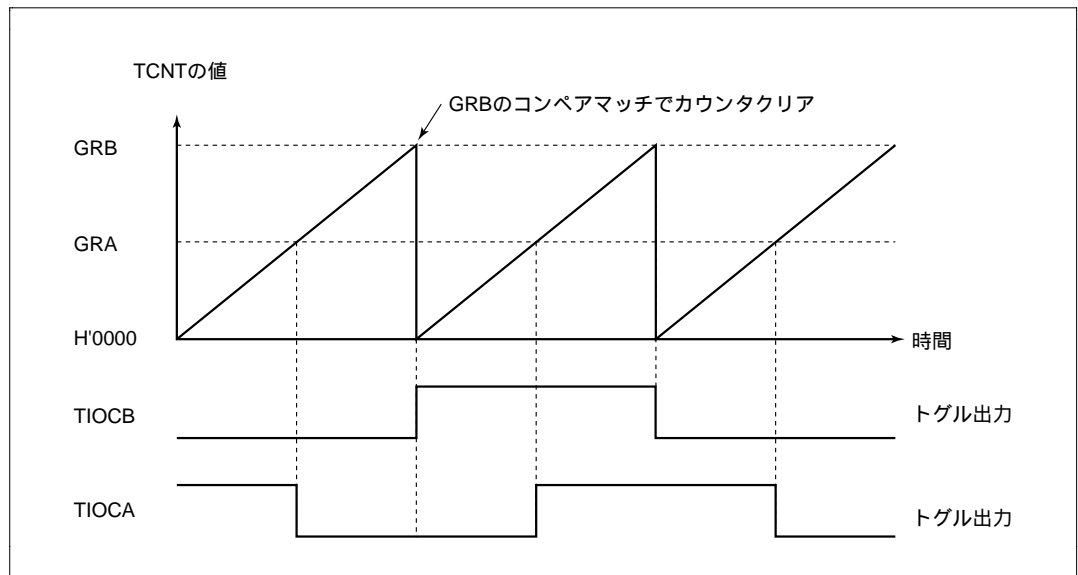 TCNTの値
GRBのコンペアマッチでカウンタクリア
GRB
GRA
H'0000
時間
TIOCB
トグル出力
TIOCA
トグル出力